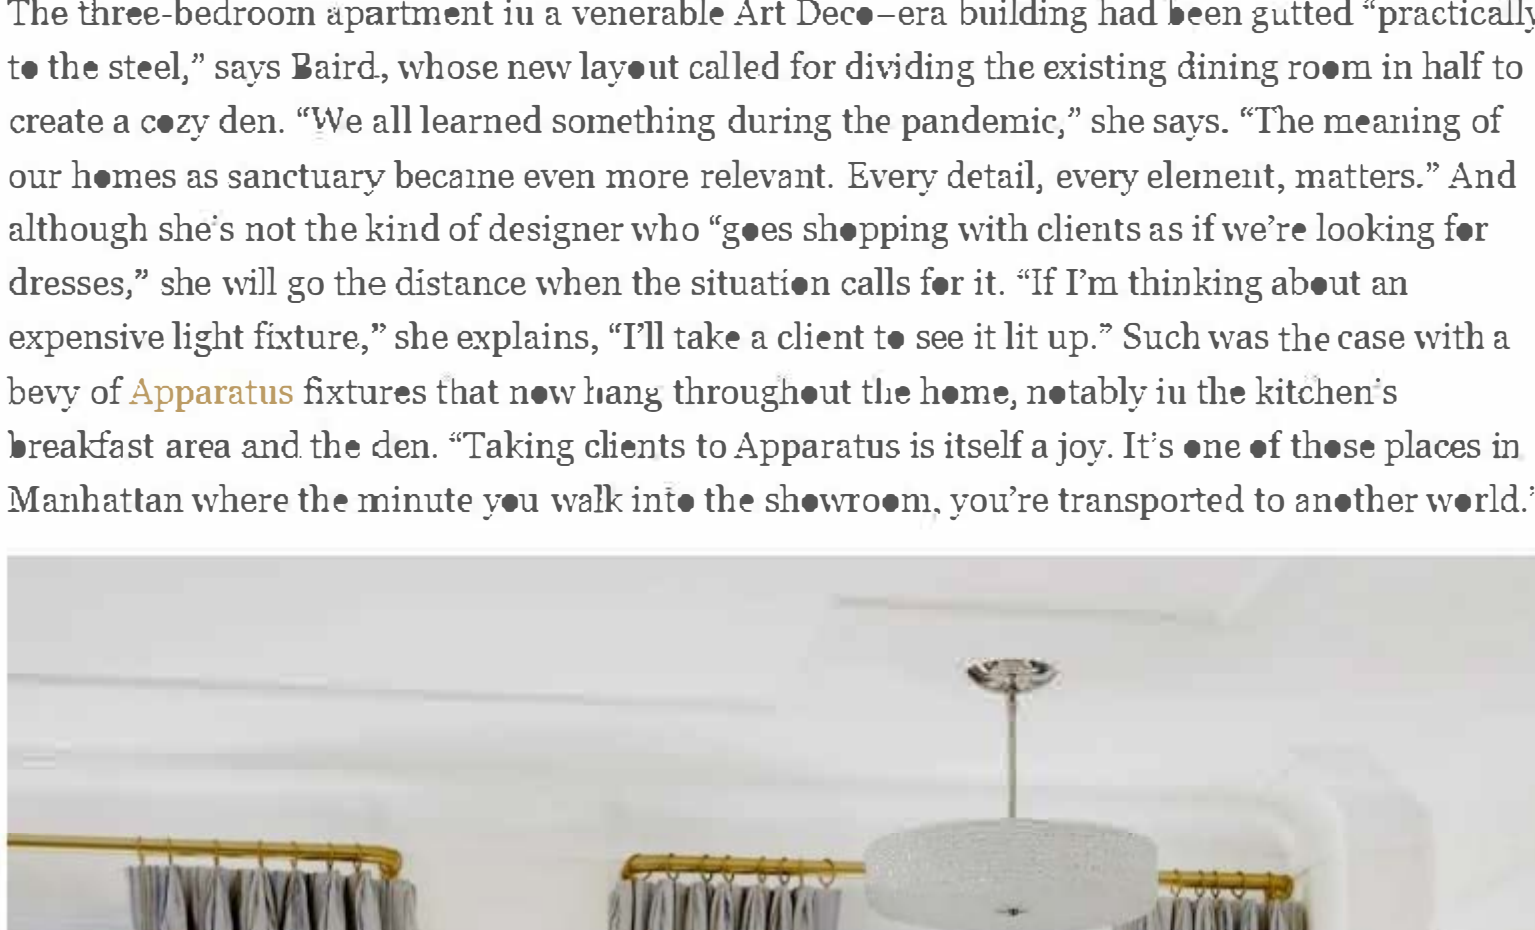 The three-bedroom apartment in a venerable Art Deco–era building had been gutted “practically
to the steel,” says Baird, whose new layout called for dividing the existing dining room in half to
create a cozy den. “We all learned something during the pandemic,” she says. “The meaning of
our homes as sanctuary became even more relevant. Every detail, every element, matters.” And
although she’s not the kind of designer who “goes shopping with clients as if we’re looking for
dresses,” she will go the distance when the situation calls for it. “If I’m thinking about an
expensive light fixture,” she explains, “I’ll take a client to see it lit up.” Such was the case with a
bevy of Apparatus fixtures that now hang throughout the home, notably in the kitchen’s
breakfast area and the den. “Taking clients to Apparatus is itself a joy. It’s one of those places in
Manhattan where the minute you walk into the showroom, you’re transported to another world.”